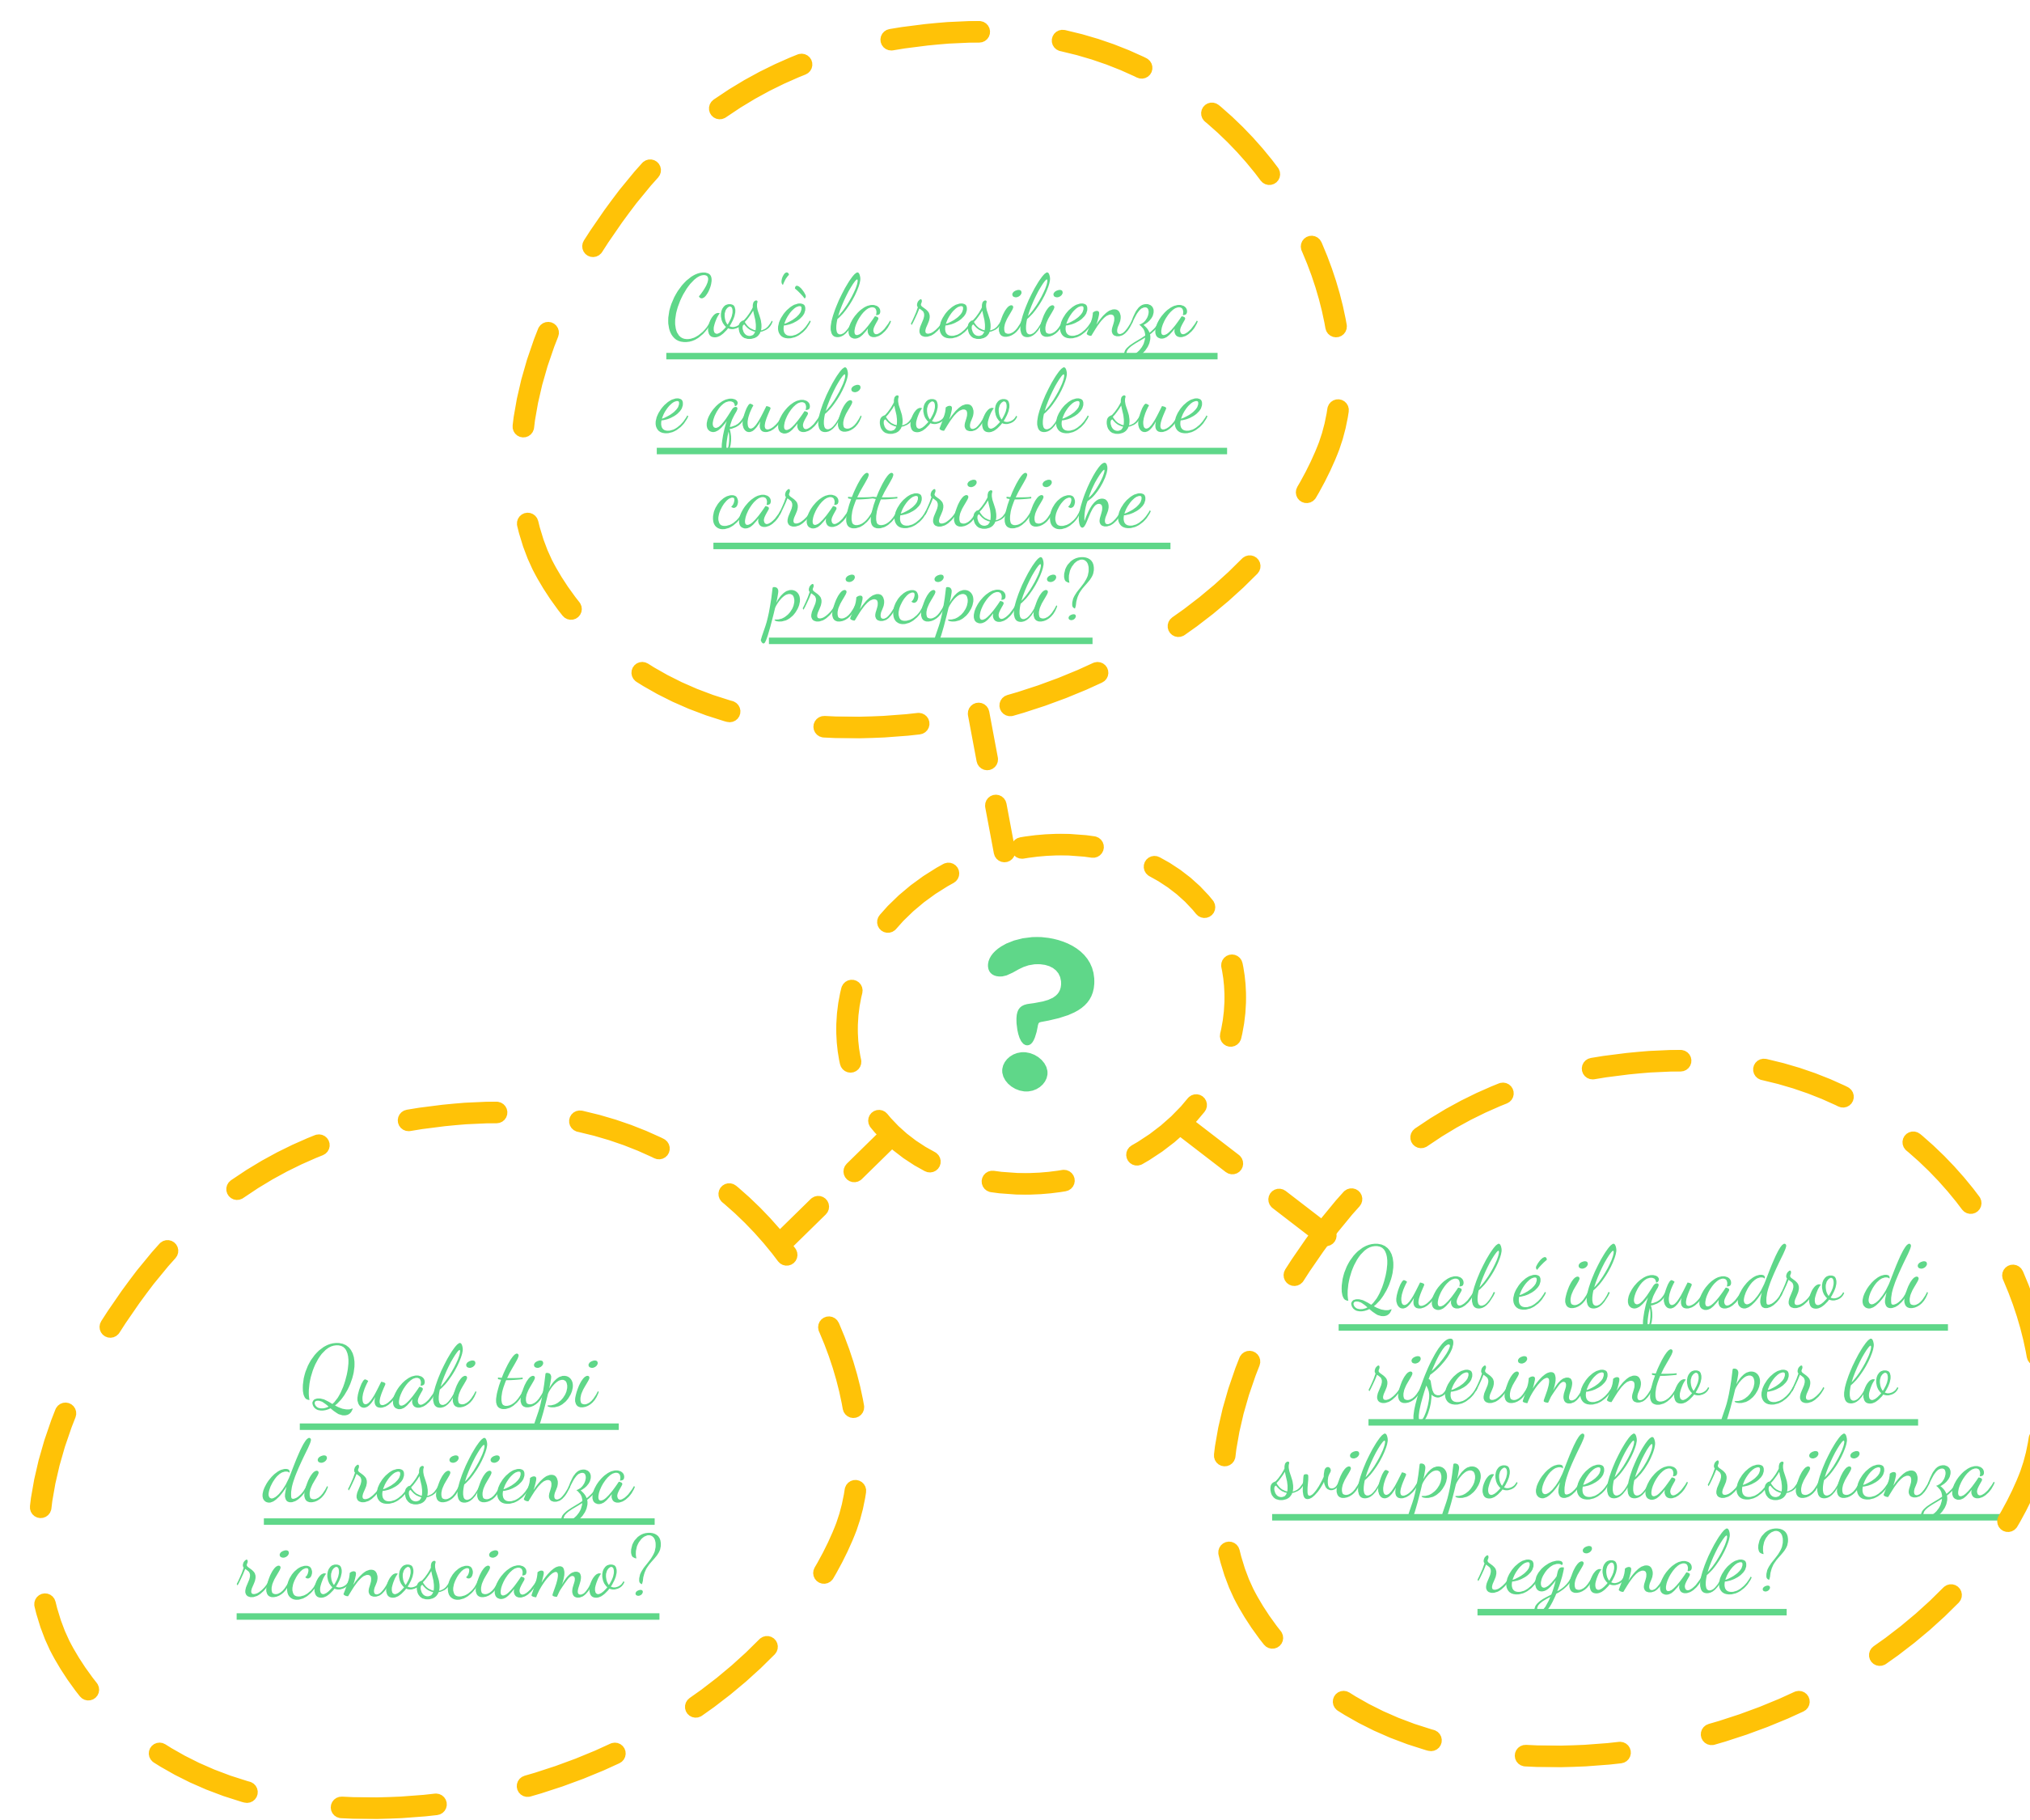 Cos'è la resilienza
e quali sono le sue
caratteristiche
principali?
?
Quali tipi
di resilienza
riconosciamo?
Qual é il quadro di
riferimento per la
sviluppo della resilienza
regionale?